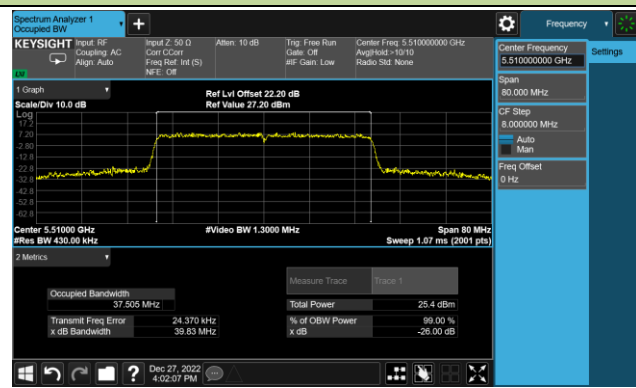 Spectrum Analyzer 1
Occupied BW
Frequency
KEYSIGHT
Input: RF
Coupling: AC
Align: Auto
Input Z: 50 Ω
Corr CCorr
Freq Ref: Int (S)
NFE: Off
Atten: 10 dB
Trig: Free Run
Gate: Off
#IF Gain: Low
Center Freq: 5.510000000 GHz
Avg|Hold:>10/10
Radio Std: None
Center Frequency
5.510000000 GHz
Settings
Span
80.000 MHz
CF Step
8.000000 MHz
Auto
Man
Freq Offset
0 Hz
1 Graph
Scale/Div 10.0 dB
Ref Lvl Offset 22.20 dB
Ref Value 27.20 dBm
Log
17.2
7.20
-2.80
-12.8
-22.8
-32.8
-42.8
-52.8
-62.8
Center 5.51000 GHz
#Res BW 430.00 kHz
#Video BW 1.3000 MHz
Span 80 MHz
Sweep 1.07 ms (2001 pts)
2 Metrics
Measure Trace
Trace 1
Occupied Bandwidth
37.505 MHz
Total Power
25.4 dBm
Transmit Freq Error
24.370 kHz
% of OBW Power
99.00 %
x dB Bandwidth
39.83 MHz
x dB
-26.00 dB
?
Dec 27, 2022
4:02:07 PM